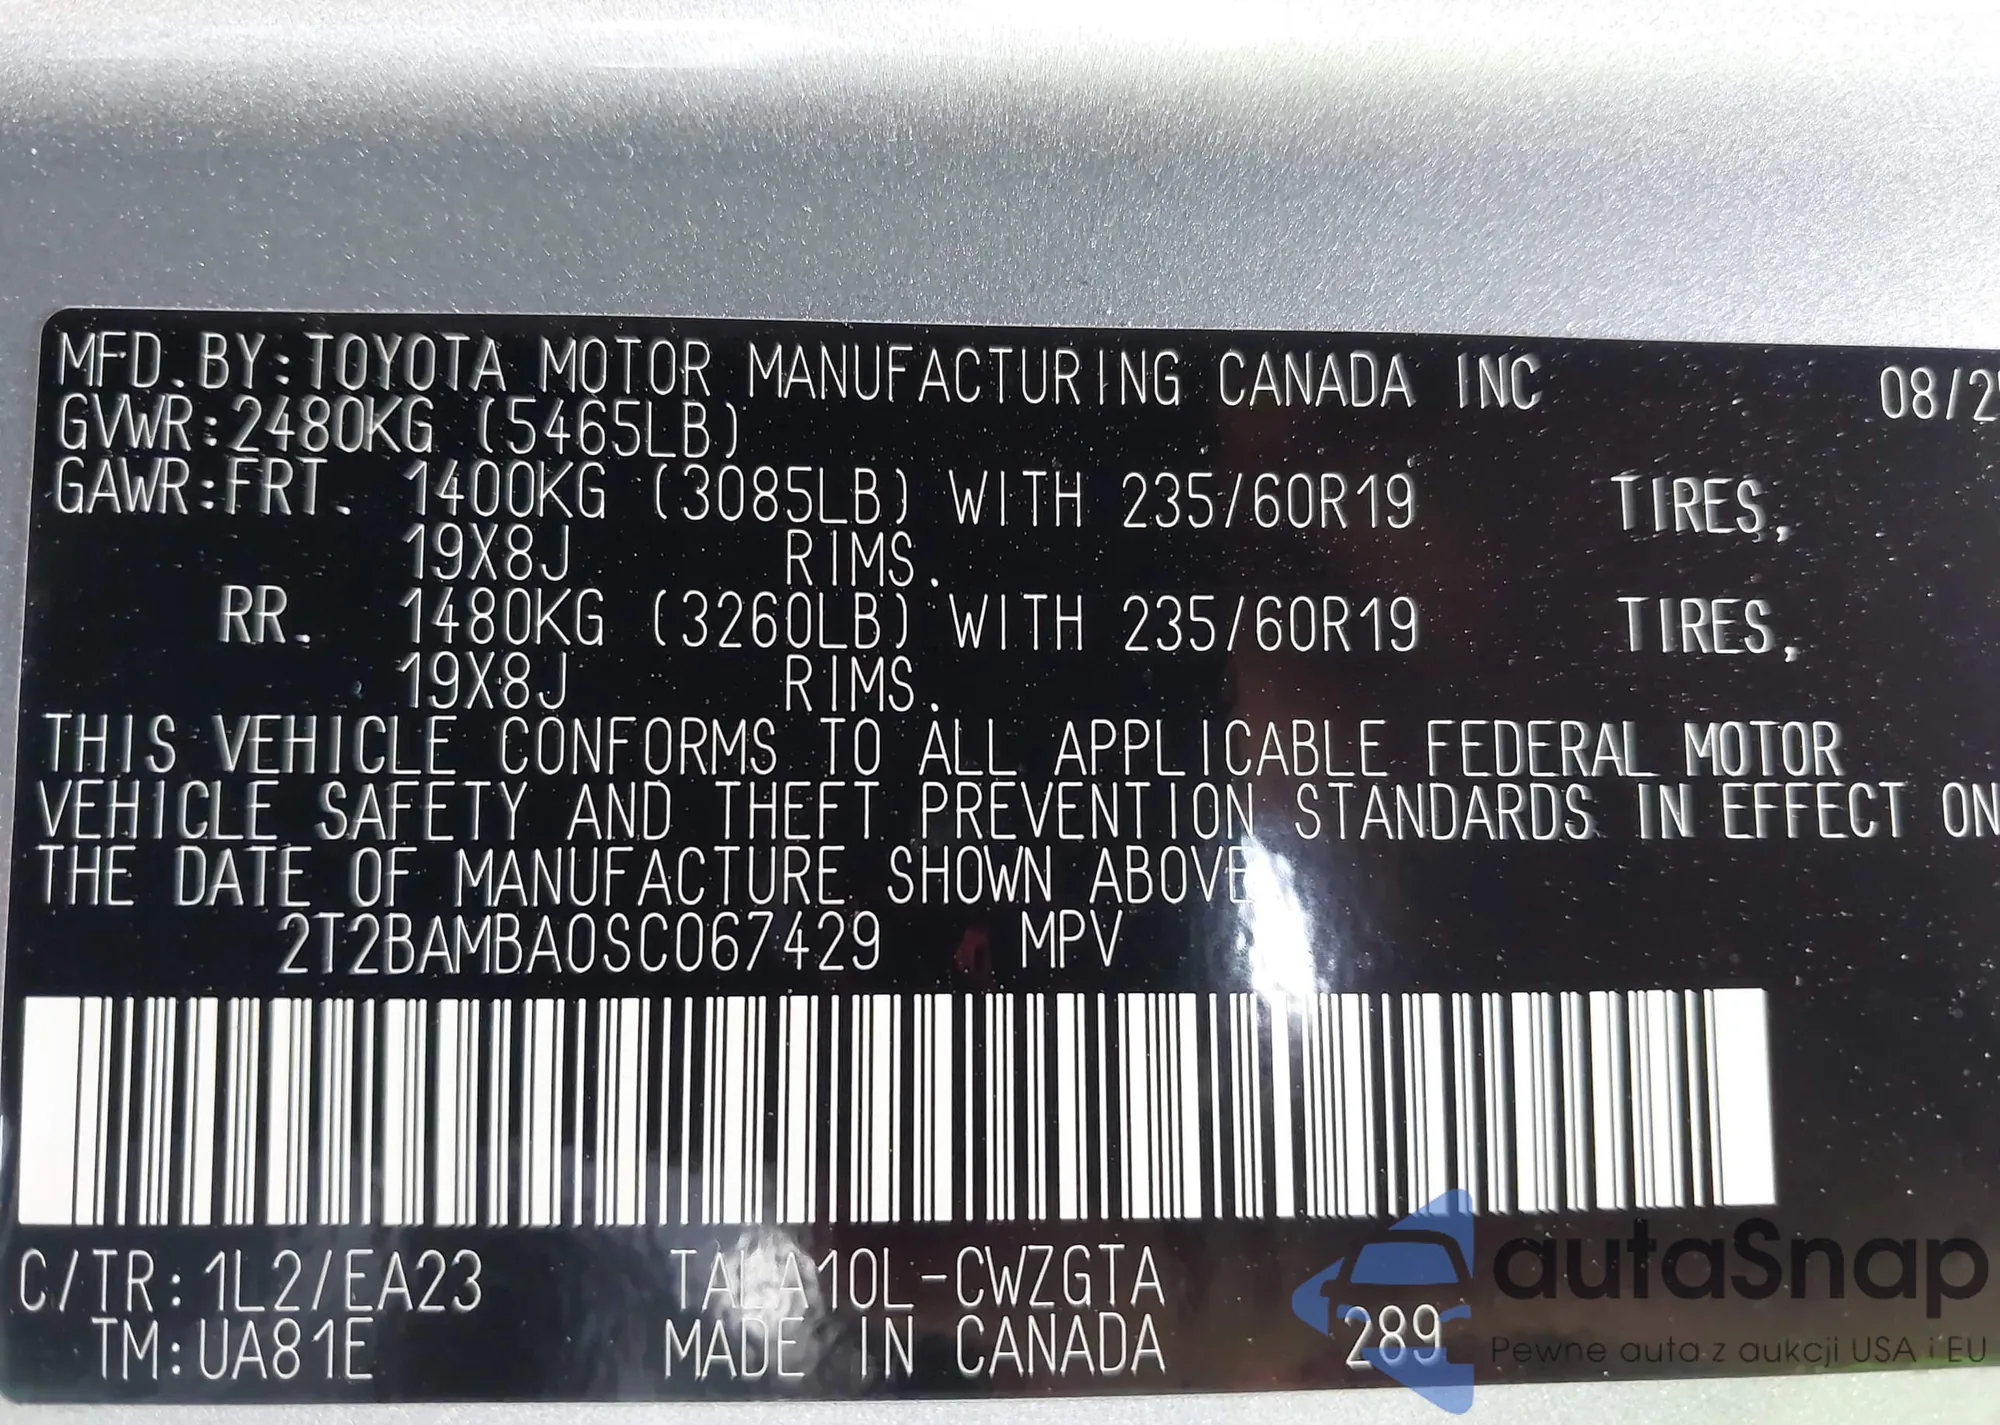 MFD. BY: TOYOTA MOTOR MANUFACTURING CANADA INC 08/2
GVWR: 2480KG (5465LB)
GAWR: FRT. 1400KG (3085LB) WITH 235/60R19 TIRES,
19X8J RIMS.
RR. 1480KG (3260LB) WITH 235/60R19 TIRES,
19X8J RIMS.
THIS VEHICLE CONFORMS TO ALL APPLICABLE FEDERAL MOTOR
VEHICLE SAFETY AND THEFT PREVENTION STANDARDS IN EFFECT ON
THE DATE OF MANUFACTURE SHOWN ABOVE
2T2BAMBA0SC067429 MPV
C/TR: 1L2/EA23 TALA10L-CWZGTA
TM: UA81E MADE IN CANADA 289
autaSnap
Pewne auta z aukcji USA i EU